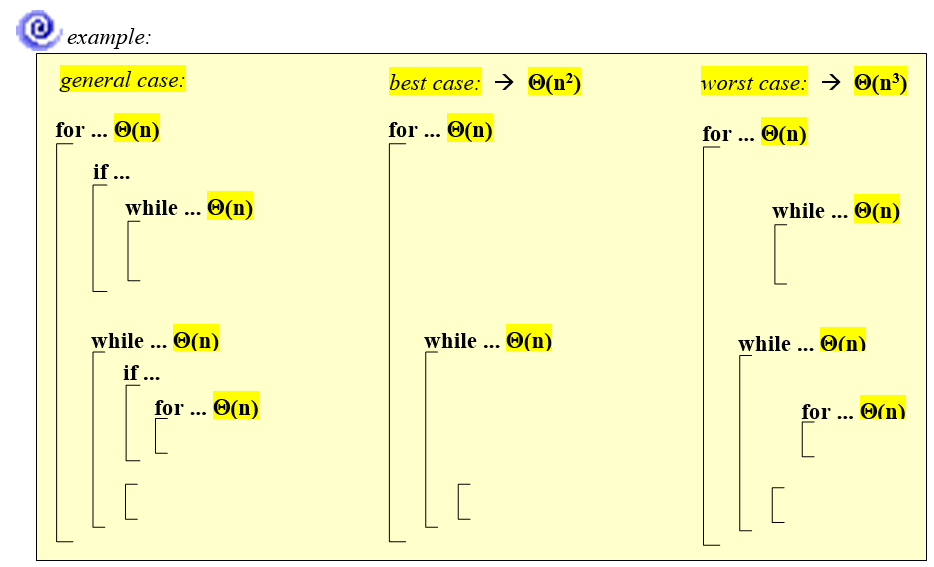 example:
general case:
for ... Θ(n)
if ...
while ... Θ(n)
while ... Θ(n)
if ...
for ... Θ(n)
best case: → Θ(n²)
for ... Θ(n)
while ... Θ(n)
worst case: → Θ(n³)
for ... Θ(n)
while ... Θ(n)
while ... Θ(n)
for ... Θ(n)